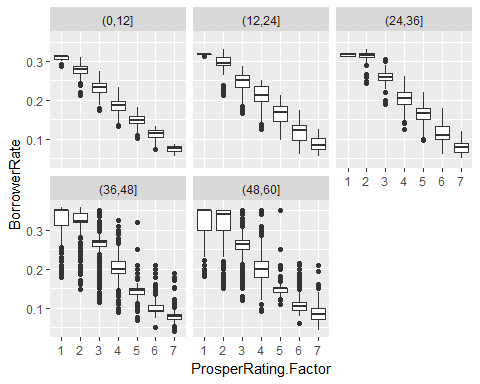 (0,12] (12,24] (24,36]
0.3
0.2
0.1
1 2 3 4 5 6 7
(36,48] (48,60]
0.3
0.2
0.1
1 2 3 4 5 6 7 1 2 3 4 5 6 7
BorrowerRate
ProsperRating.Factor